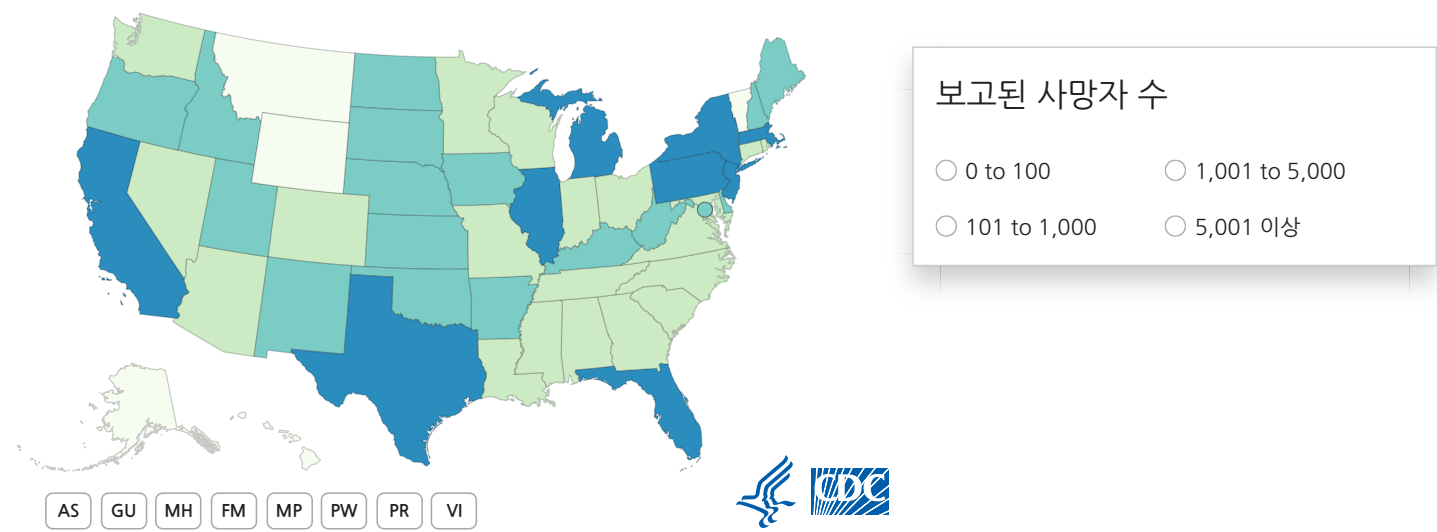 보고된 사망자 수
0 to 100
1,001 to 5,000
101 to 1,000
5,001 이상
AS GU MH FM MP PW PR VI
CDC